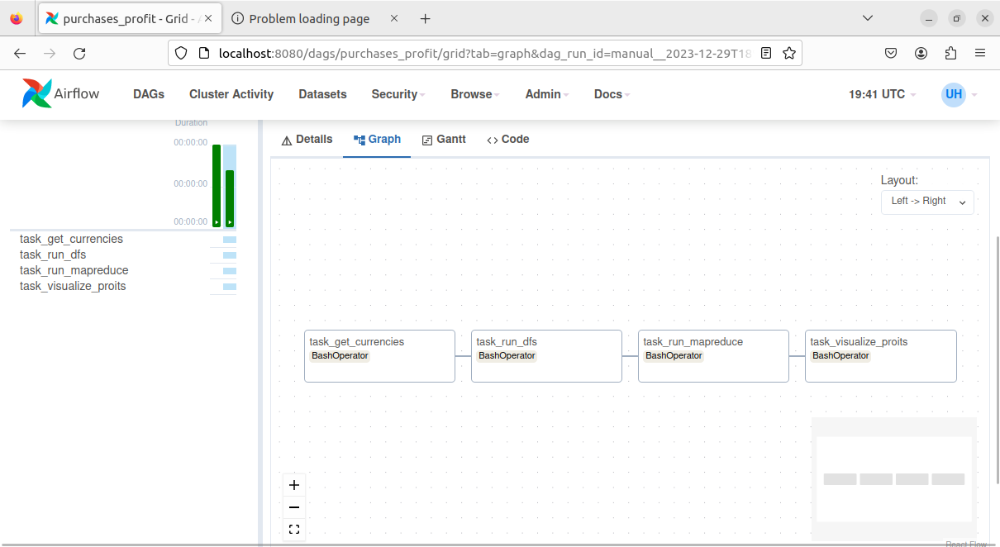 purchases_profit - Grid - A
Problem loading page
localhost:8080/dags/purchases_profit/grid?tab=graph&dag_run_id=manual__2023-12-29T18
Airflow DAGs Cluster Activity Datasets Security Browse Admin Docs 19:41 UTC UH
Duration
00:00:00
00:00:00
00:00:00
task_get_currencies
task_run_dfs
task_run_mapreduce
task_visualize_proits
Details Graph Gantt Code
Layout:
Left -> Right
task_get_currencies
BashOperator
task_run_dfs
BashOperator
task_run_mapreduce
BashOperator
task_visualize_proits
BashOperator
React Flow